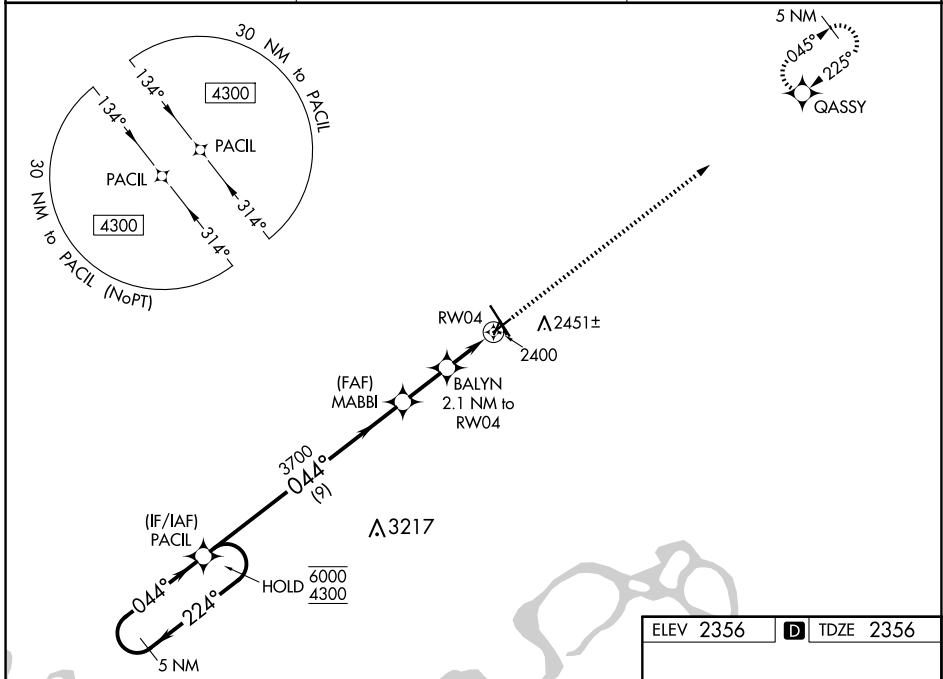 30 NM to PACIL
134°
4300
PACIL
314°
134°
PACIL
4300
314°
30 NM to PACIL (NoPT)
5 NM
045°
225°
QASSY
RW04
2451±
2400
(FAF)
MABBI
BALYN
2.1 NM to
RW04
3700
044°
(9)
(IF/IAF)
PACIL
3217
HOLD
6000
4300
044°
224°
5 NM
ELEV 2356
D
TDZE 2356